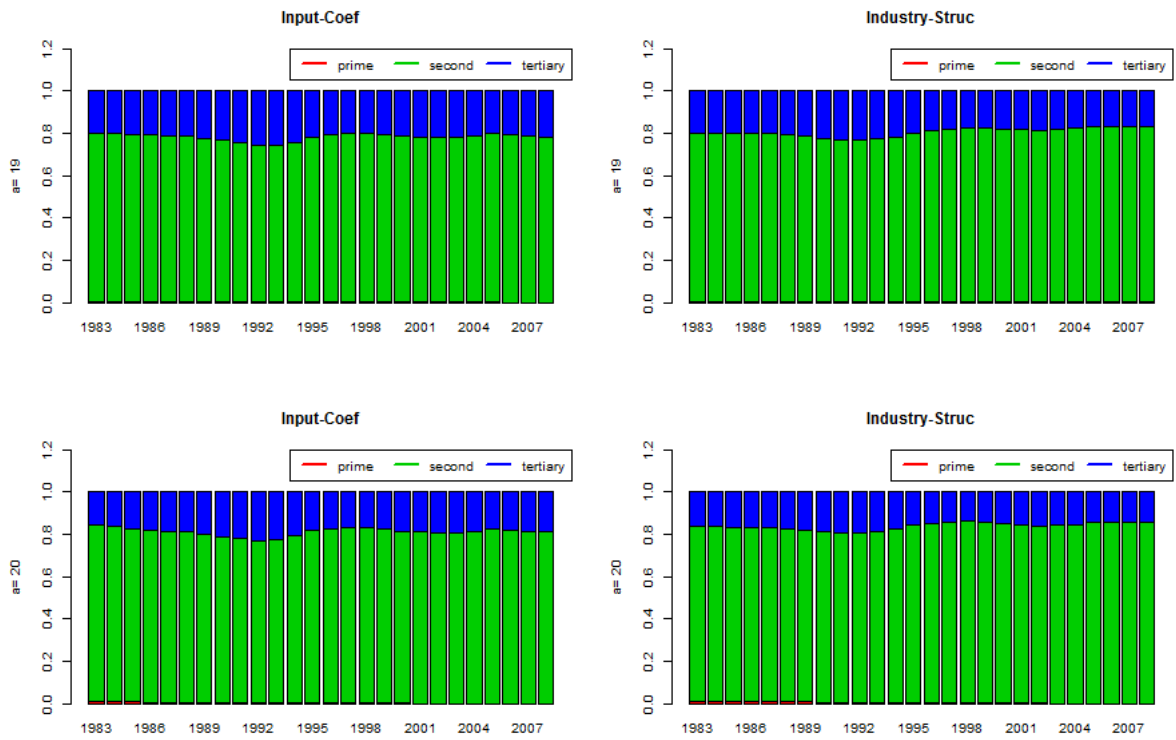 Input-Coef
prime second tertiary
a= 19
0.0 0.2 0.4 0.6 0.8 1.0 1.2
1983 1986 1989 1992 1995 1998 2001 2004 2007
Industry-Struc
prime second tertiary
a= 19
0.0 0.2 0.4 0.6 0.8 1.0 1.2
1983 1986 1989 1992 1995 1998 2001 2004 2007
Input-Coef
prime second tertiary
a= 20
0.0 0.2 0.4 0.6 0.8 1.0 1.2
1983 1986 1989 1992 1995 1998 2001 2004 2007
Industry-Struc
prime second tertiary
a= 20
0.0 0.2 0.4 0.6 0.8 1.0 1.2
1983 1986 1989 1992 1995 1998 2001 2004 2007